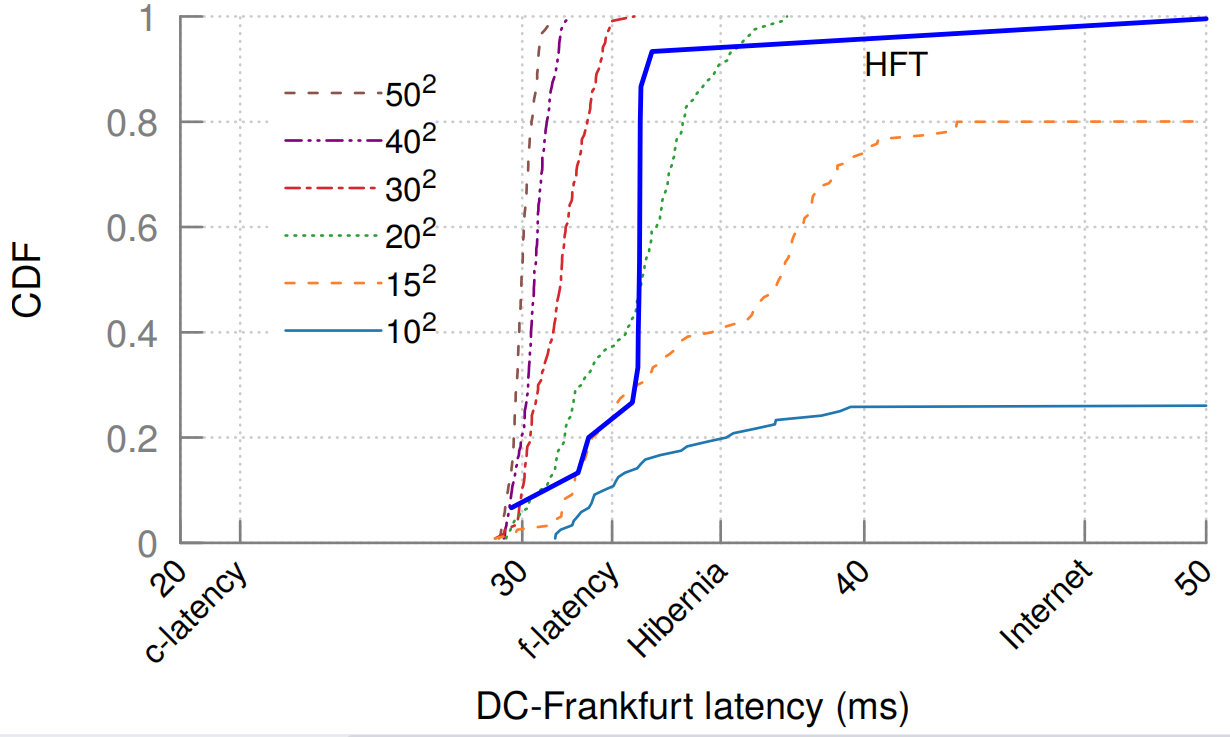 1
0.8
0.6
0.4
0.2
0
CDF
50²
40²
30²
20²
15²
10²
HFT
20
c-latency
30
f-latency
Hibernia
40
Internet
50
DC-Frankfurt latency (ms)